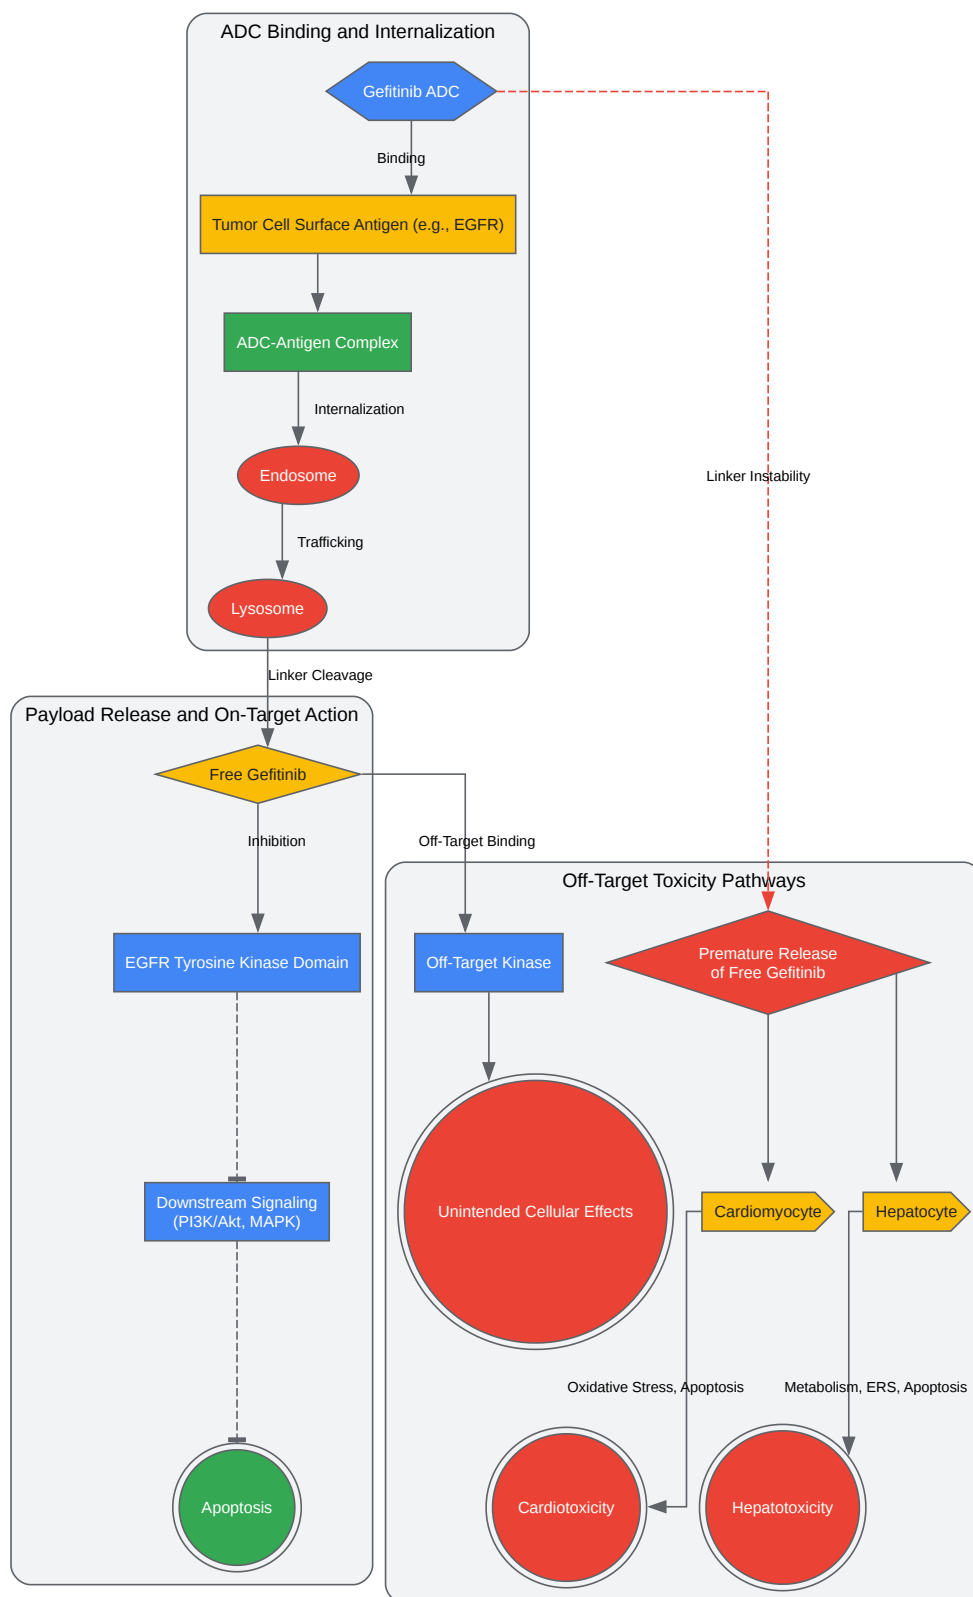 ADC Binding and Internalization
Gefitinib ADC
Binding
Tumor Cell Surface Antigen (e.g., EGFR)
ADC-Antigen Complex
Internalization
Endosome
Linker Instability
Trafficking
Lysosome
Linker Cleavage
Payload Release and On-Target Action
Free Gefitinib
Inhibition
Off-Target Binding
Off-Target Toxicity Pathways
EGFR Tyrosine Kinase Domain
Off-Target Kinase
Premature Release
of Free Gefitinib
Downstream Signaling
(PI3K/Akt, MAPK)
Unintended Cellular Effects
Cardiomyocyte
Hepatocyte
Oxidative Stress, Apoptosis
Metabolism, ERS, Apoptosis
Apoptosis
Cardiotoxicity
Hepatotoxicity